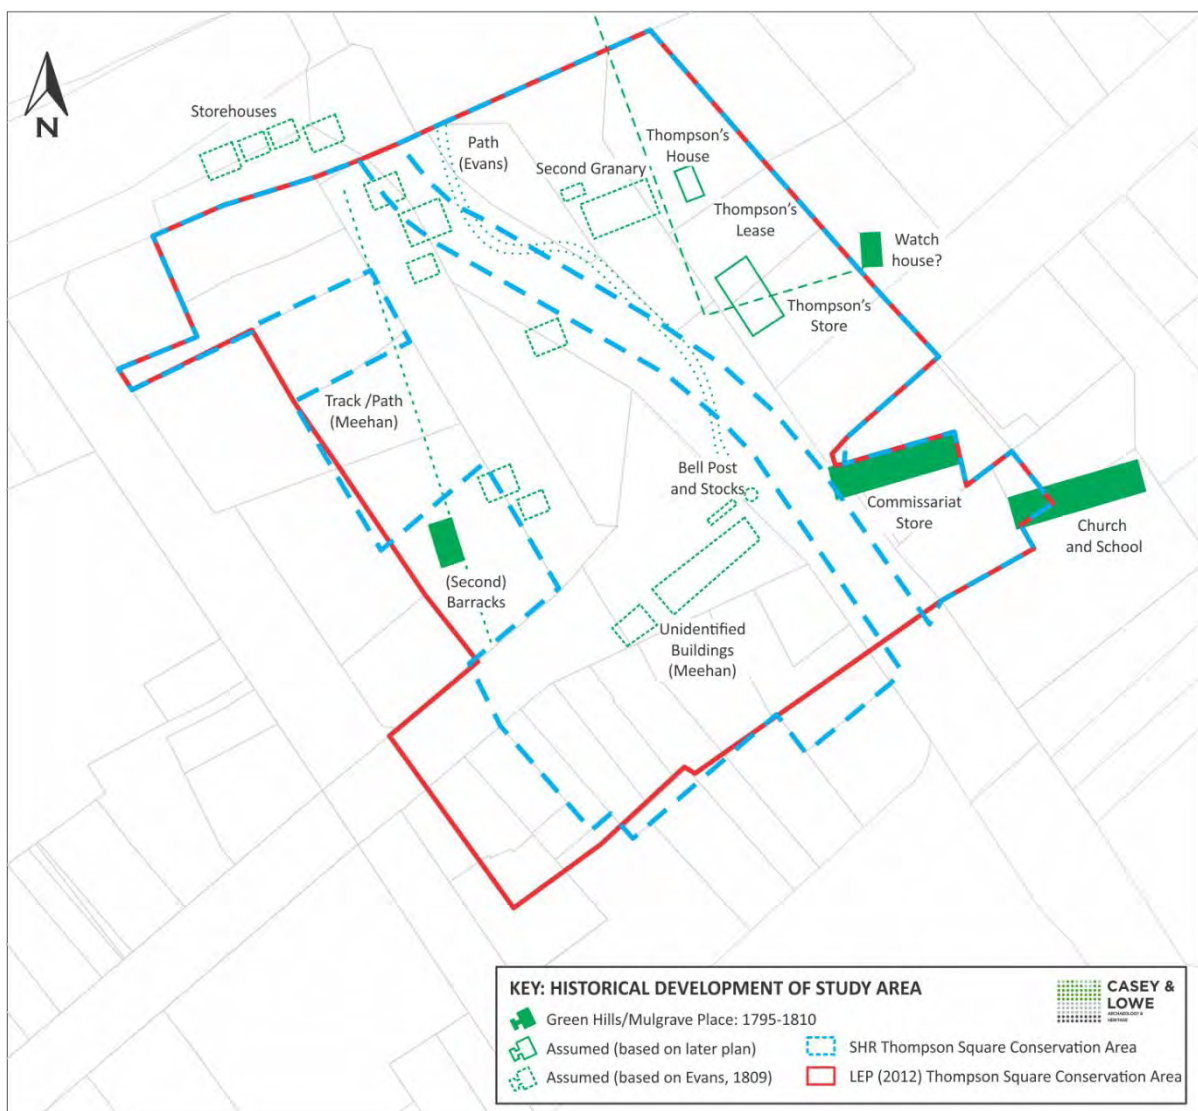 N
Storehouses
Path
(Evans)
Second Granary
Thompson's
House
Thompson's
Lease
Watch
house?
Thompson's
Store
Track /Path
(Meehan)
Bell Post
and Stocks
Commissariat
Store
Church
and School
(Second)
Barracks
Unidentified
Buildings
(Meehan)
KEY: HISTORICAL DEVELOPMENT OF STUDY AREA
Green Hills/Mulgrave Place: 1795-1810
Assumed (based on later plan)
Assumed (based on Evans, 1809)
SHR Thompson Square Conservation Area
LEP (2012) Thompson Square Conservation Area
CASEY &
LOWE
ARCHAEOLOGY &
HERITAGE